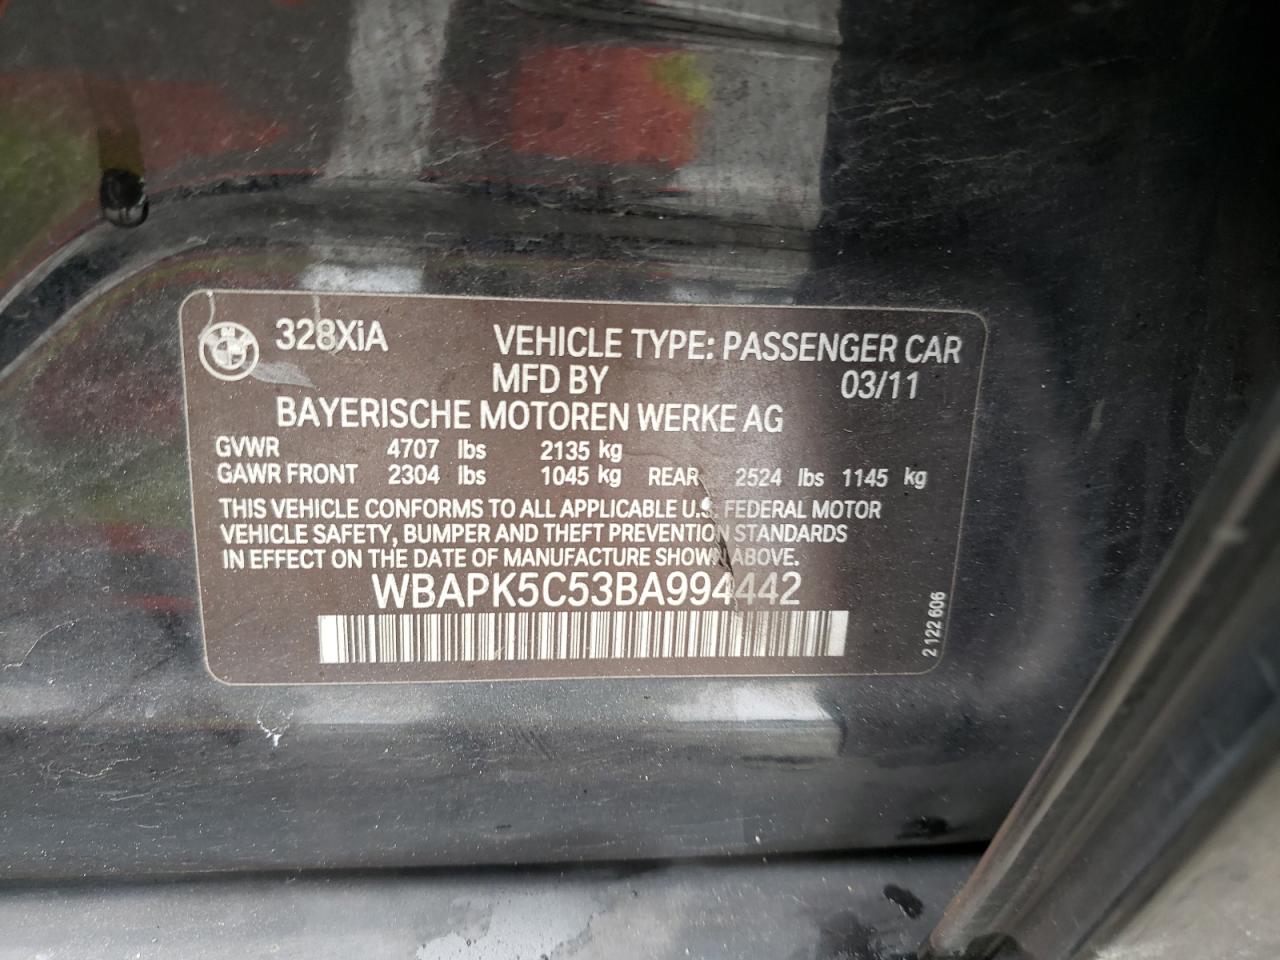 328XiA VEHICLE TYPE: PASSENGER CAR
MFD BY 03/11
BAYERISCHE MOTOREN WERKE AG
GVWR 4707 lbs 2135 kg
GAWR FRONT 2304 lbs 1045 kg REAR 2524 lbs 1145 kg
THIS VEHICLE CONFORMS TO ALL APPLICABLE U.S. FEDERAL MOTOR
VEHICLE SAFETY, BUMPER AND THEFT PREVENTION STANDARDS
IN EFFECT ON THE DATE OF MANUFACTURE SHOWN ABOVE.
WBAPK5C53BA994442
2 122 606